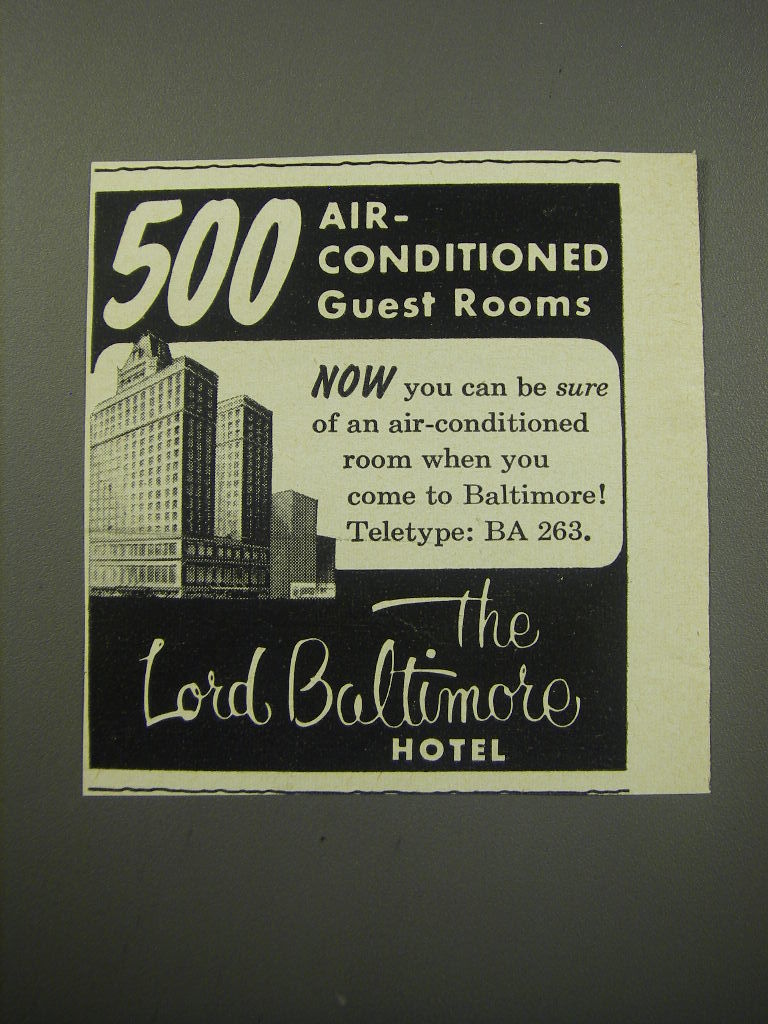 500 AIR-
CONDITIONED
Guest Rooms
NOW you can be sure
of an air-conditioned
room when you
come to Baltimore!
Teletype: BA 263.
The
Lord Baltimore
HOTEL